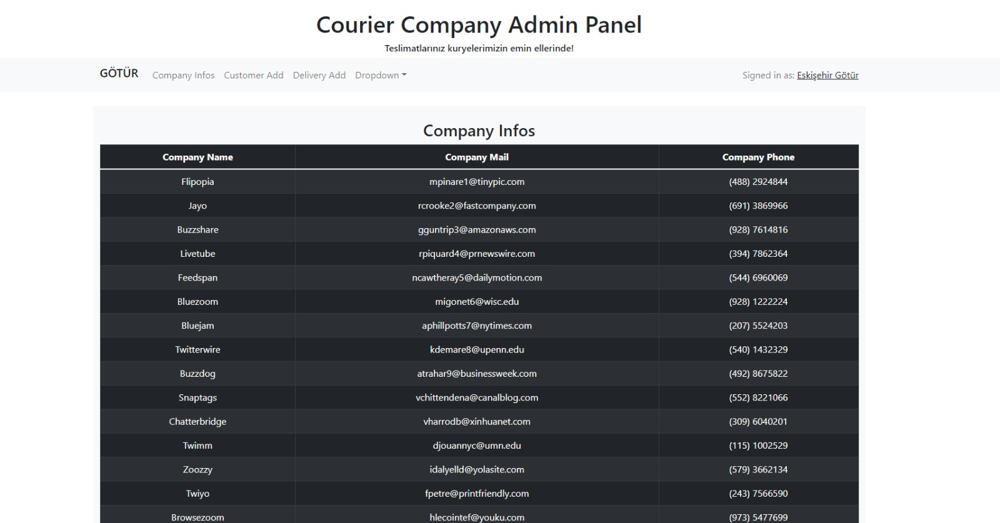 Courier Company Admin Panel
Teslimatlarınız kuryelerimizin emin ellerinde!
GÖTÜR Company Infos Customer Add Delivery Add Dropdown Signed in as: Eskişehir Götür
Company Infos
Company Name Company Mail Company Phone
Flipopia mpinare1@tinypic.com (488) 2924844
Jayo rcrooke2@fastcompany.com (691) 3869966
Buzzshare gguntrip3@amazonaws.com (928) 7614816
Livetube rpiquard4@prnewswire.com (394) 7862364
Feedspan ncawtheray5@dailymotion.com (544) 6960069
Bluezoom migonet6@wisc.edu (928) 1222224
Bluejam aphillpotts7@nytimes.com (207) 5524203
Twitterwire kdemare8@upenn.edu (540) 1432329
Buzzdog atrahar9@businessweek.com (492) 8675822
Snaptags vchittendena@canalblog.com (552) 8221066
Chatterbridge vharrodb@xinhuanet.com (309) 6040201
Twimm djouannyc@umn.edu (115) 1002529
Zoozzy idalyelld@yolasite.com (579) 3662134
Twiyo fpetre@printfriendly.com (243) 7566590
Browsezoom hlecointef@youku.com (973) 5477699